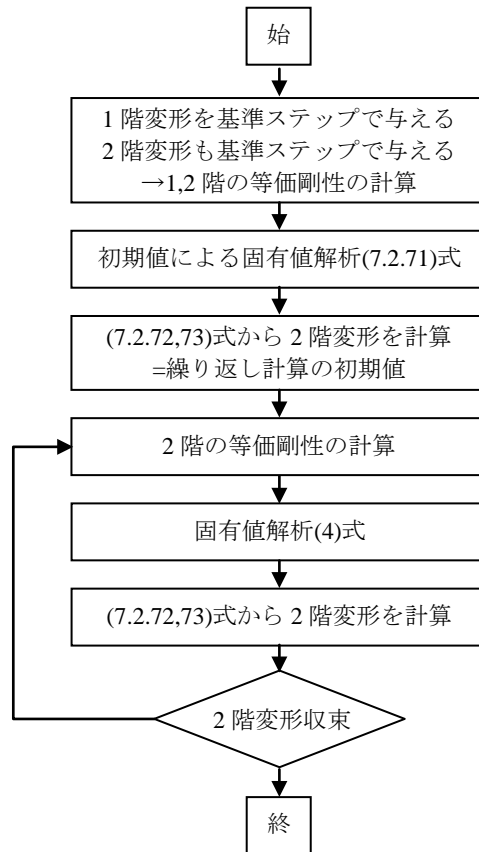 始
1 階変形を基準ステップで与える
2 階変形も基準ステップで与える
→1,2 階の等価剛性の計算
初期値による固有値解析(7.2.71)式
(7.2.72,73)式から 2 階変形を計算
=繰り返し計算の初期値
2 階の等価剛性の計算
固有値解析(4)式
(7.2.72,73)式から 2 階変形を計算
2 階変形収束
終